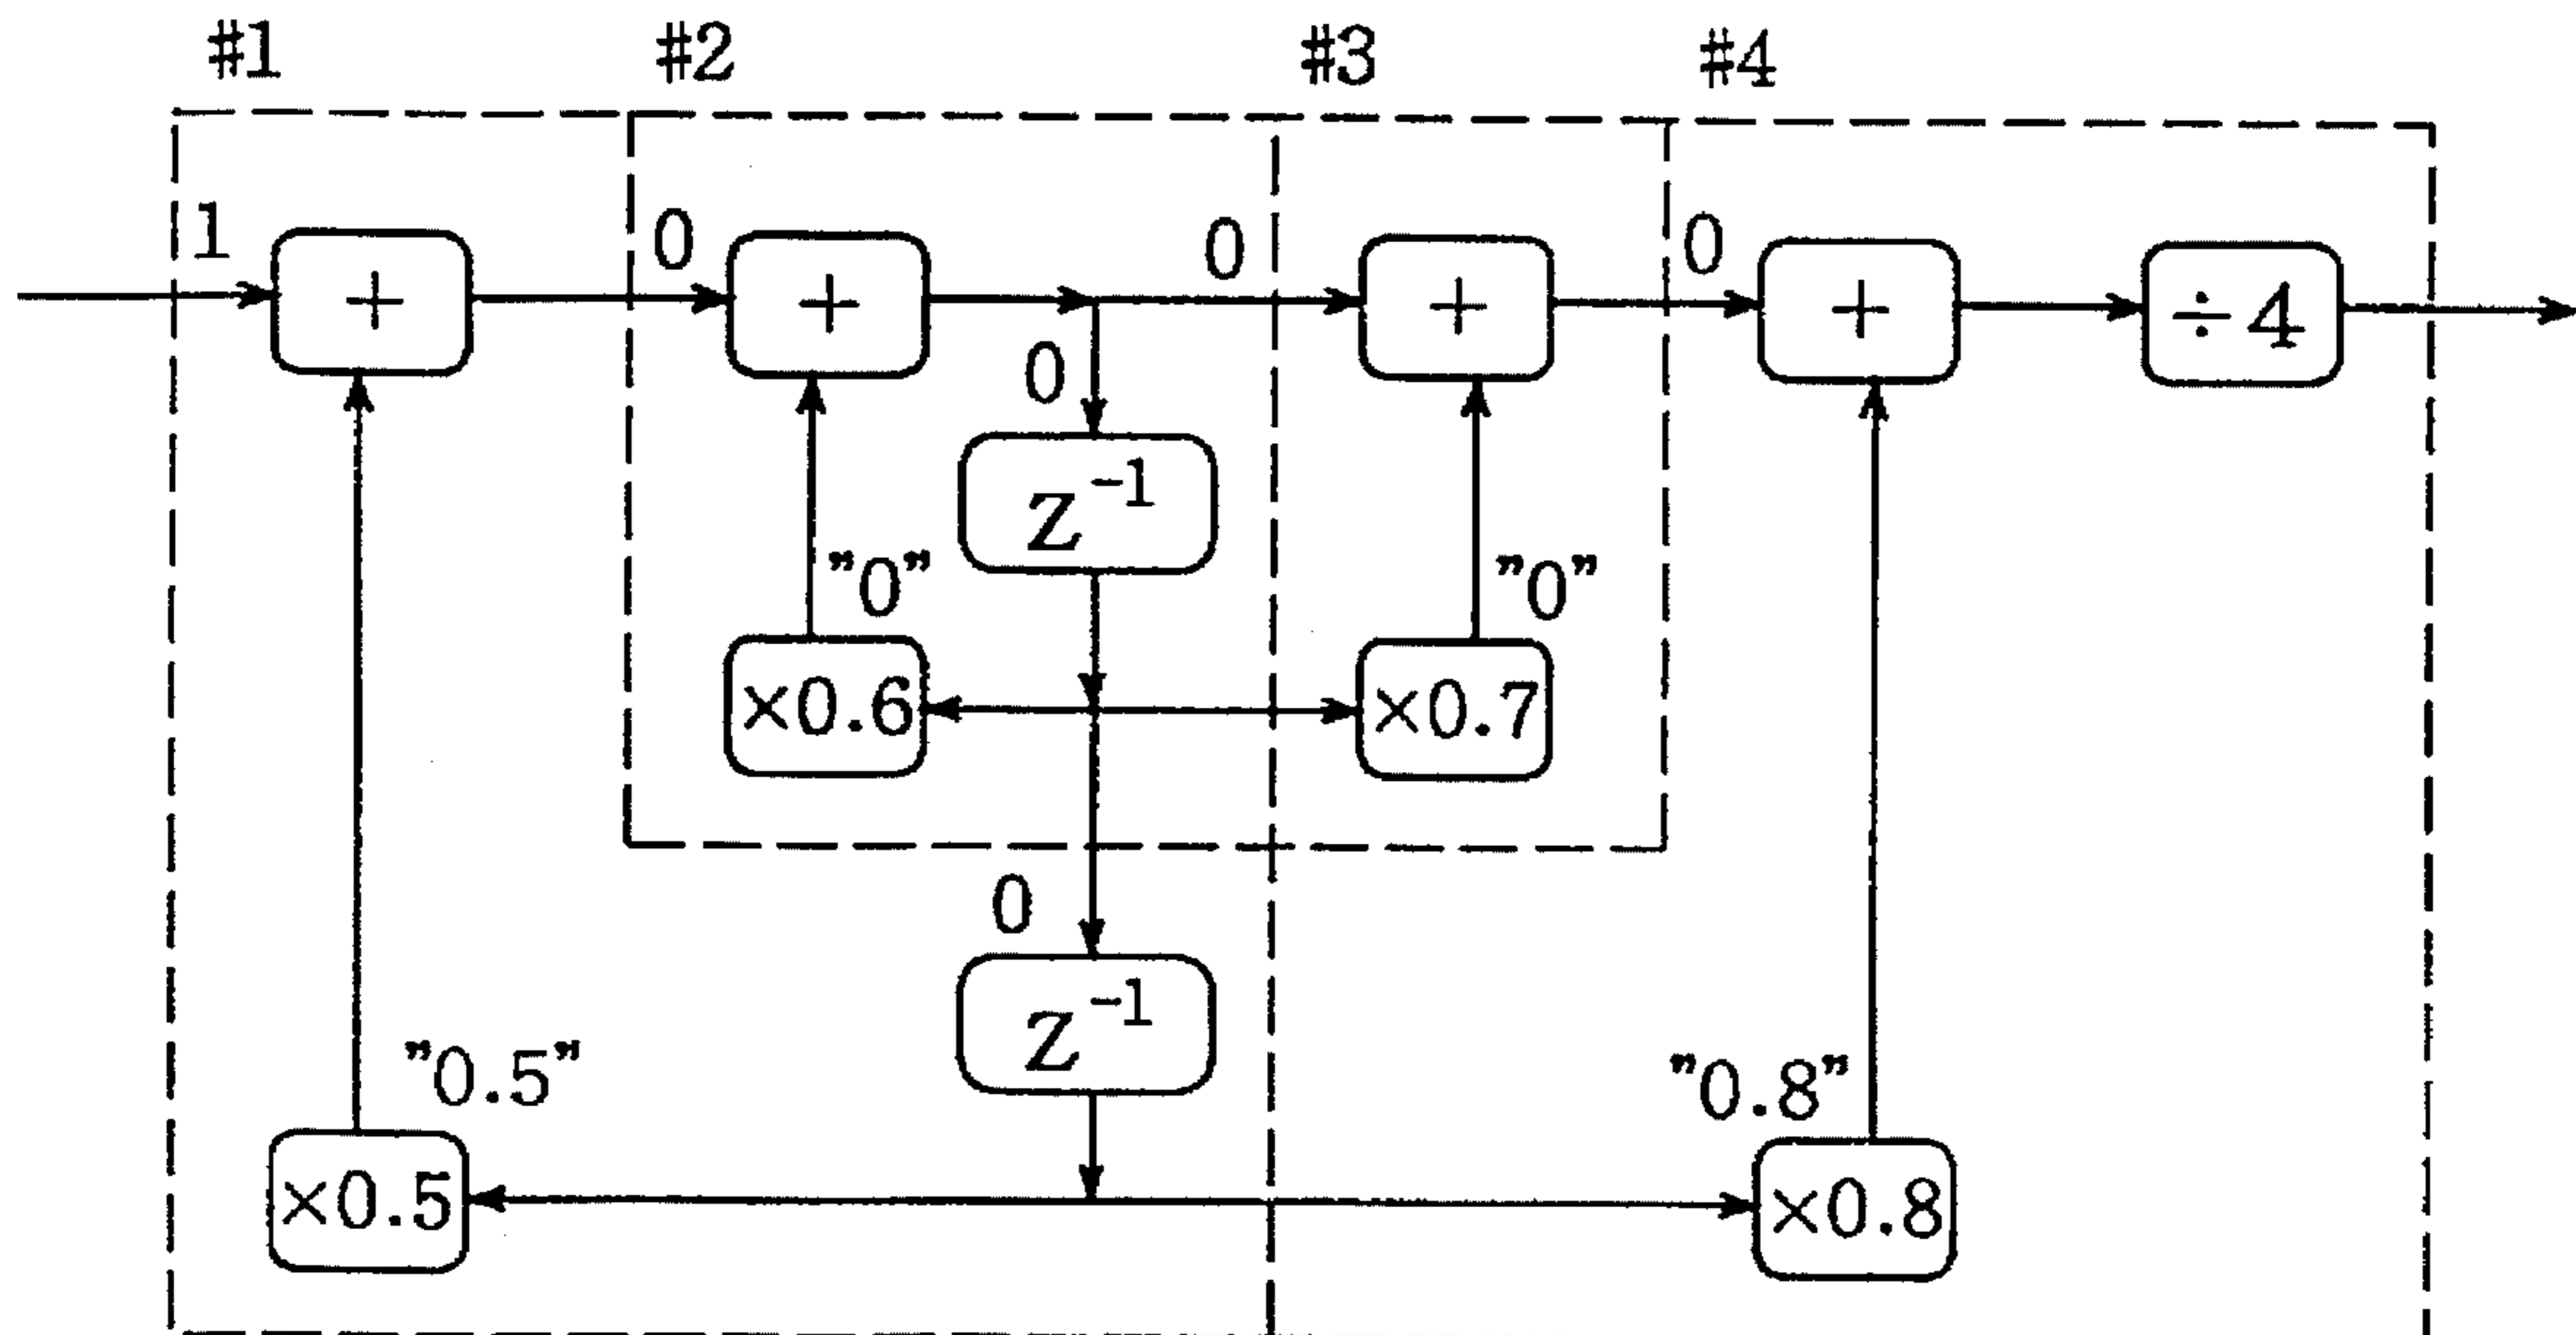 #1 #2 #3 #4
1 0 0 0
+ + + + ÷4
0
z⁻¹
"0" "0"
×0.6 ×0.7
0
z⁻¹
"0.5" "0.8"
×0.5 ×0.8